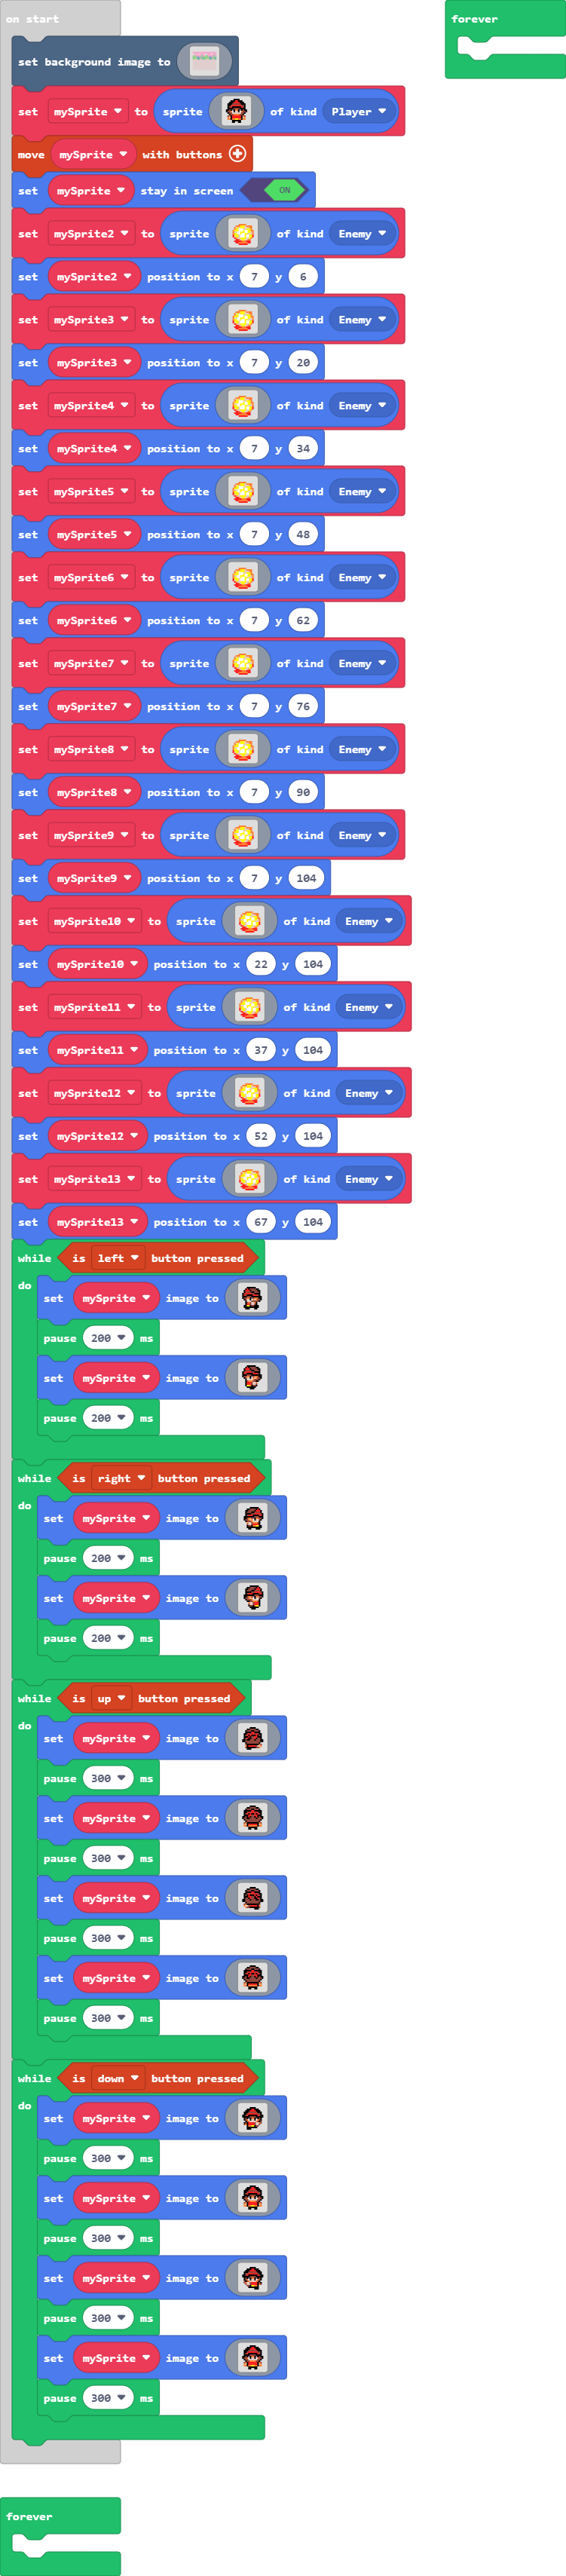 on start
forever
set background image to
set mySprite to sprite of kind Player
move mySprite with buttons
set mySprite stay in screen ON
set mySprite2 to sprite of kind Enemy
set mySprite2 position to x 7 y 6
set mySprite3 to sprite of kind Enemy
set mySprite3 position to x 7 y 20
set mySprite4 to sprite of kind Enemy
set mySprite4 position to x 7 y 34
set mySprite5 to sprite of kind Enemy
set mySprite5 position to x 7 y 48
set mySprite6 to sprite of kind Enemy
set mySprite6 position to x 7 y 62
set mySprite7 to sprite of kind Enemy
set mySprite7 position to x 7 y 76
set mySprite8 to sprite of kind Enemy
set mySprite8 position to x 7 y 90
set mySprite9 to sprite of kind Enemy
set mySprite9 position to x 7 y 104
set mySprite10 to sprite of kind Enemy
set mySprite10 position to x 22 y 104
set mySprite11 to sprite of kind Enemy
set mySprite11 position to x 37 y 104
set mySprite12 to sprite of kind Enemy
set mySprite12 position to x 52 y 104
set mySprite13 to sprite of kind Enemy
set mySprite13 position to x 67 y 104
while is left button pressed
do
set mySprite image to
pause 200 ms
set mySprite image to
pause 200 ms
while is right button pressed
do
set mySprite image to
pause 200 ms
set mySprite image to
pause 200 ms
while is up button pressed
do
set mySprite image to
pause 300 ms
set mySprite image to
pause 300 ms
set mySprite image to
pause 300 ms
set mySprite image to
pause 300 ms
while is down button pressed
do
set mySprite image to
pause 300 ms
set mySprite image to
pause 300 ms
set mySprite image to
pause 300 ms
set mySprite image to
pause 300 ms
forever